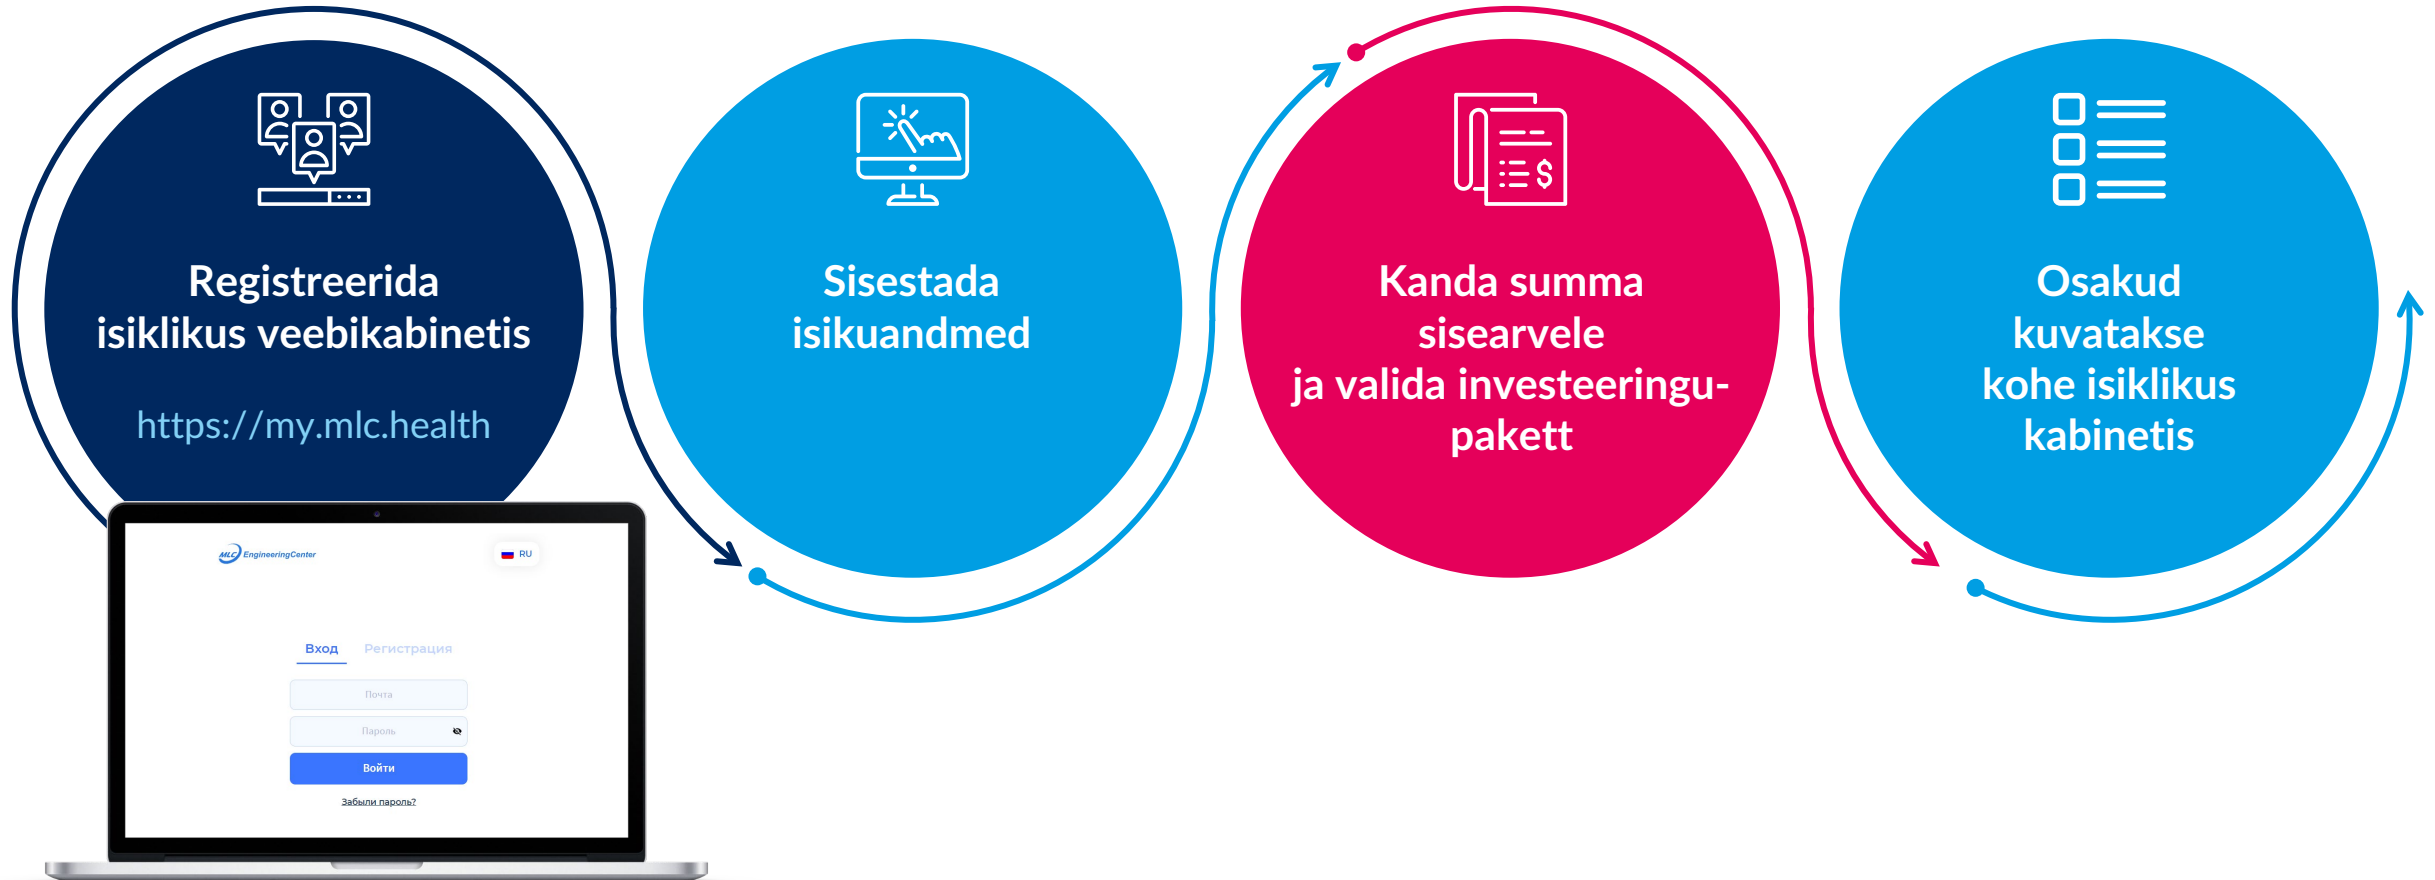 Registreerida
isiklikus veebikabinetis
https://my.mlc.health
Sisestada
isikuandmed
Kanda summa
sisearvele
ja valida investeeringu-
pakett
Osakud
kuvatakse
kohe isiklikus
kabinetis
MLC EngineeringCenter
RU
Вход Регистрация
Почта
Пароль
Войти
Забыли пароль?